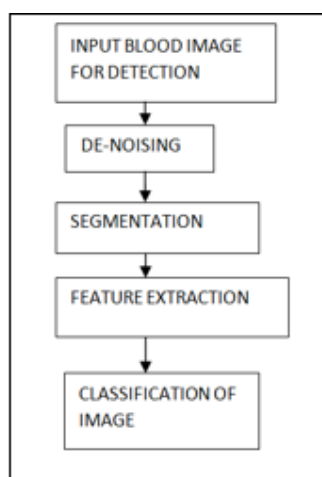 INPUT BLOOD IMAGE
FOR DETECTION
DE-NOISING
SEGMENTATION
FEATURE EXTRACTION
CLASSIFICATION OF
IMAGE